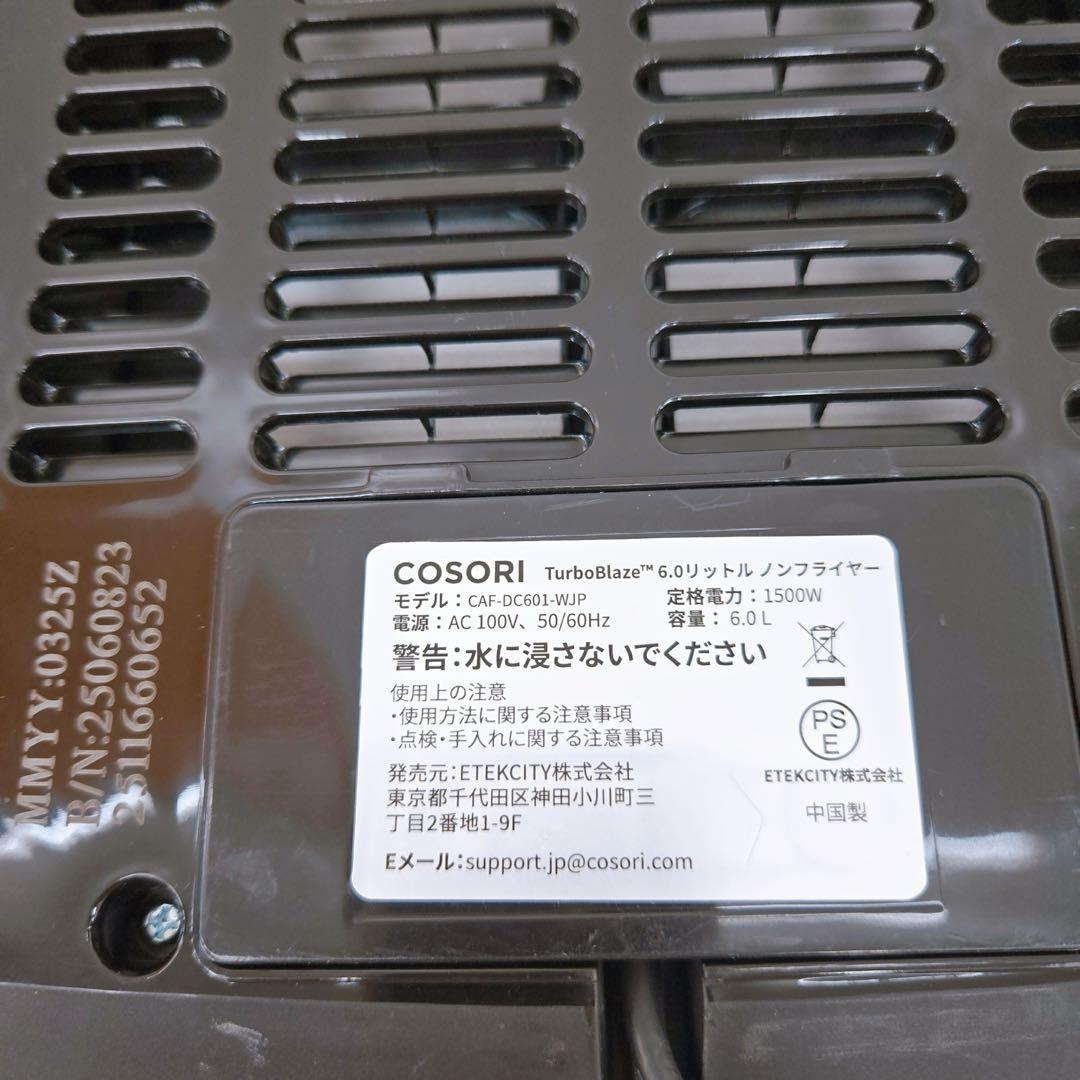 MMYY:0325Z
B/N:25060823
2511660652
COSORI TurboBlaze™ 6.0リットル ノンフライヤー
モデル：CAF-DC601-WJP 定格電力：1500W
電源：AC 100V、50/60Hz 容量： 6.0 L
警告：水に浸さないでください
使用上の注意
・使用方法に関する注意事項
・点検・手入れに関する注意事項
PS
E
発売元：ETEKCITY株式会社
ETEKCITY株式会社
東京都千代田区神田小川町三
丁目2番地1-9F
中国製
Eメール：support.jp@cosori.com